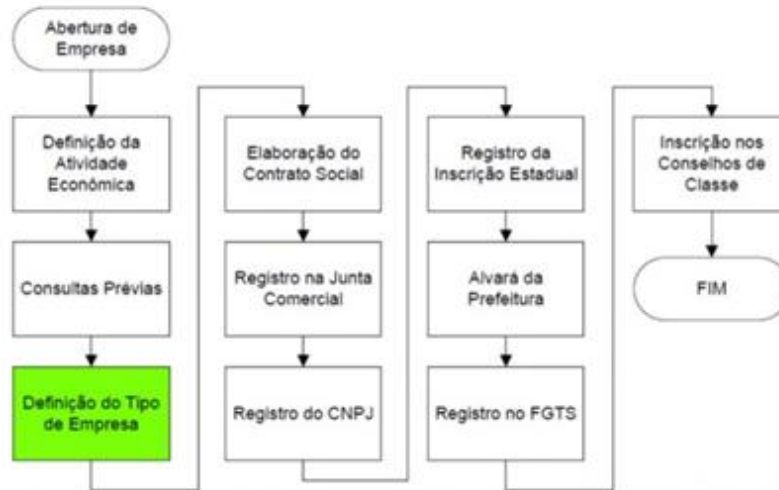 Abertura de
Empresa
Definição da
Atividade
Econômica
Consultas Prévias
Definição do Tipo
de Empresa
Elaboração do
Contrato Social
Registro na Junta
Comercial
Registro do CNPJ
Registro da
Inscrição Estadual
Alvará da
Prefeitura
Registro no FGTS
Inscrição nos
Conselhos de
Classe
FIM